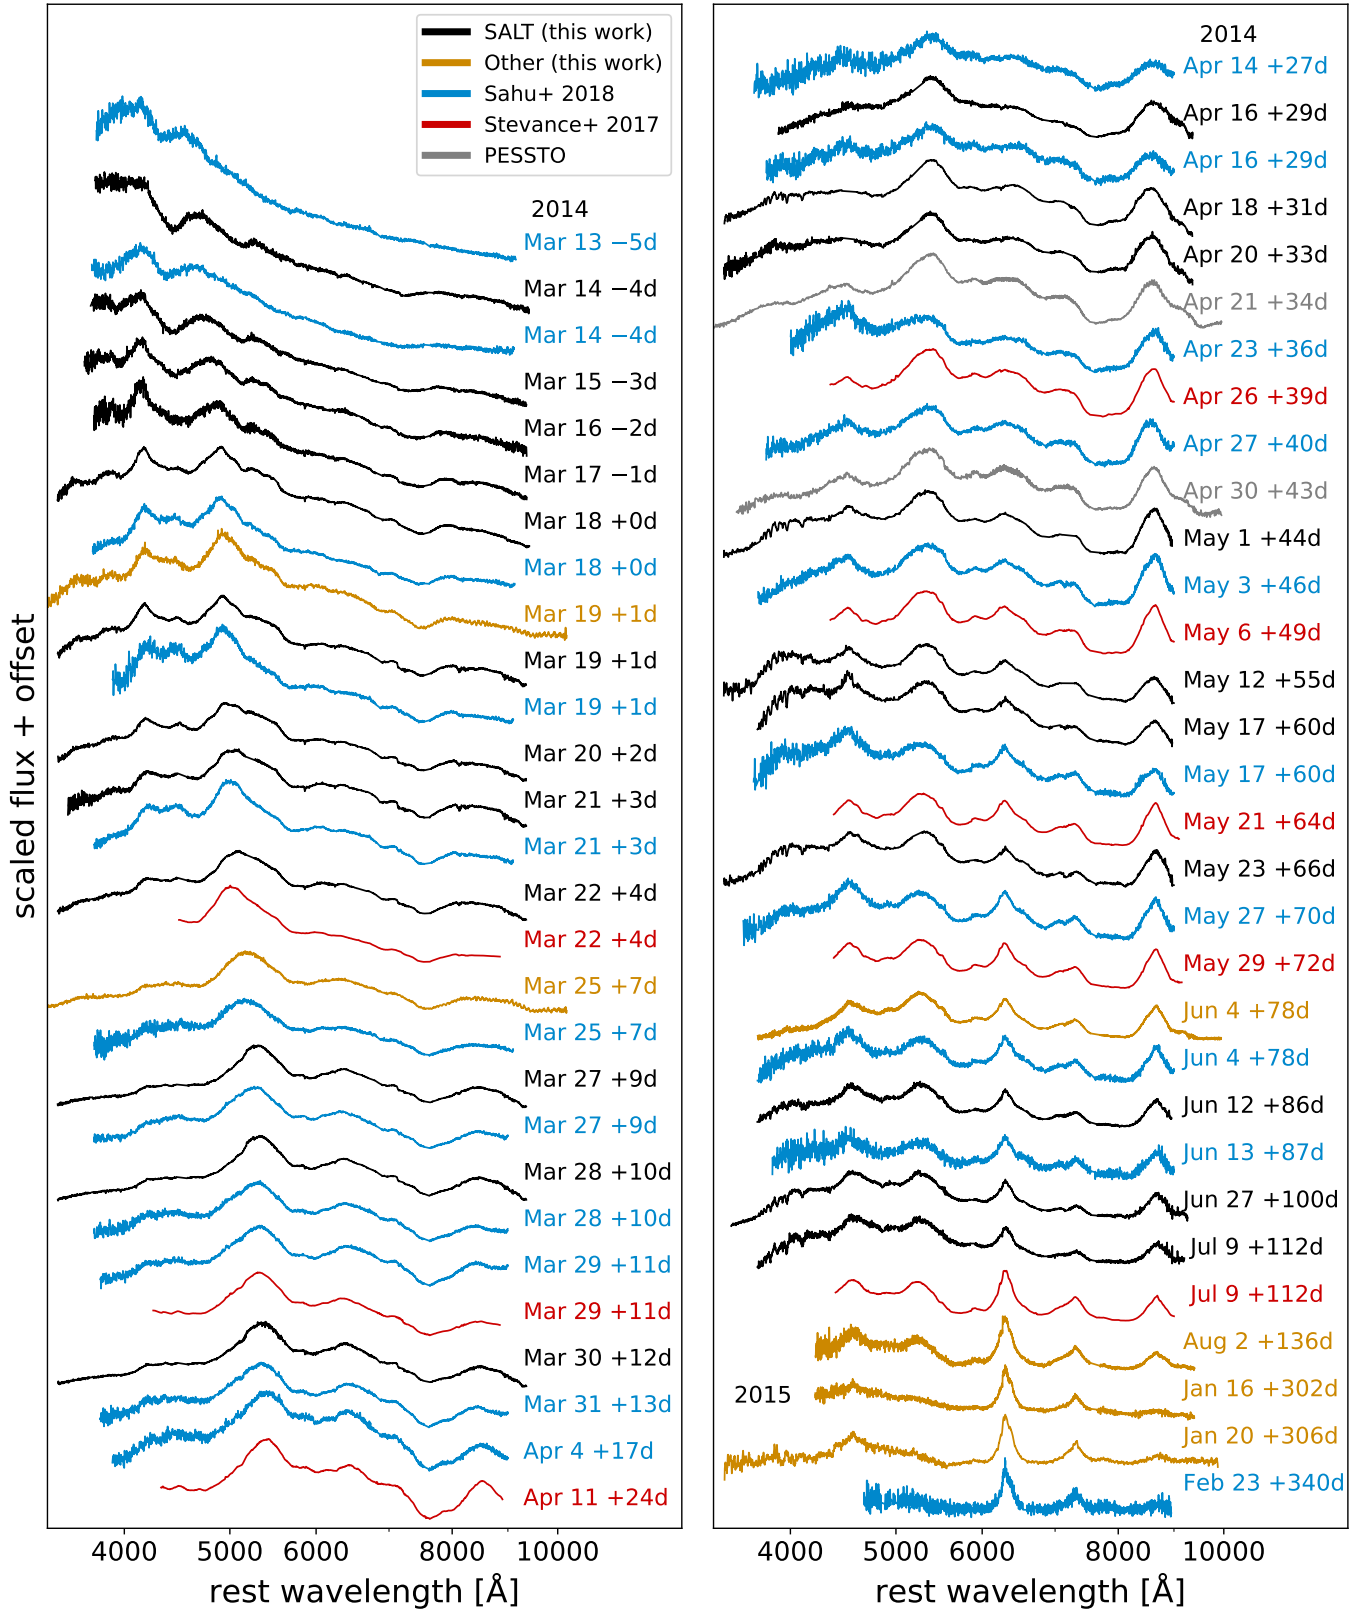 SALT (this work)
Other (this work)
Sahu+ 2018
Stevance+ 2017
PESSTO
2014
Mar 13 −5d
Mar 14 −4d
Mar 14 −4d
Mar 15 −3d
Mar 16 −2d
Mar 17 −1d
Mar 18 +0d
Mar 18 +0d
Mar 19 +1d
Mar 19 +1d
Mar 19 +1d
Mar 20 +2d
Mar 21 +3d
Mar 21 +3d
Mar 22 +4d
Mar 22 +4d
Mar 25 +7d
Mar 25 +7d
Mar 27 +9d
Mar 27 +9d
Mar 28 +10d
Mar 28 +10d
Mar 29 +11d
Mar 29 +11d
Mar 30 +12d
Mar 31 +13d
Apr 4 +17d
Apr 11 +24d
scaled flux + offset
4000 5000 6000 8000 10000
rest wavelength [Å]
2014
Apr 14 +27d
Apr 16 +29d
Apr 16 +29d
Apr 18 +31d
Apr 20 +33d
Apr 21 +34d
Apr 23 +36d
Apr 26 +39d
Apr 27 +40d
Apr 30 +43d
May 1 +44d
May 3 +46d
May 6 +49d
May 12 +55d
May 17 +60d
May 17 +60d
May 21 +64d
May 23 +66d
May 27 +70d
May 29 +72d
Jun 4 +78d
Jun 4 +78d
Jun 12 +86d
Jun 13 +87d
Jun 27 +100d
Jul 9 +112d
Jul 9 +112d
Aug 2 +136d
2015
Jan 16 +302d
Jan 20 +306d
Feb 23 +340d
4000 5000 6000 8000 10000
rest wavelength [Å]